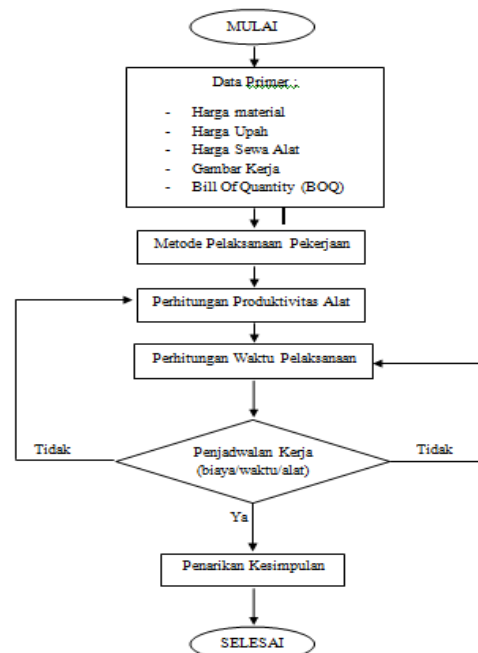 MULAI
Data Primer :
- Harga material
- Harga Upah
- Harga Sewa Alat
- Gambar Kerja
- Bill Of Quantity (BOQ)
Metode Pelaksanaan Pekerjaan
Perhitungan Produktivitas Alat
Perhitungan Waktu Pelaksanaan
Tidak
Penjadwalan Kerja
(biaya/waktu/alat)
Tidak
Ya
Penarikan Kesimpulan
SELESAI